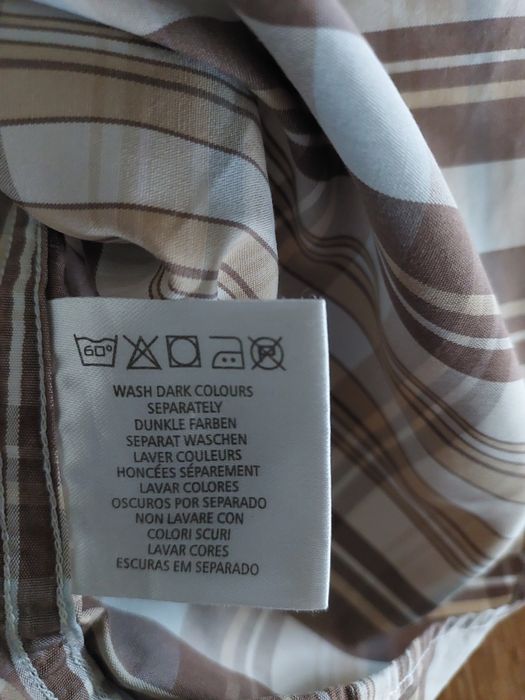 60°
WASH DARK COLOURS
SEPARATELY
DUNKLE FARBEN
SEPARAT WASCHEN
LAVER COULEURS
HONCÉES SÉPAREMENT
LAVAR COLORES
OSCUROS POR SEPARADO
NON LAVARE CON
COLORI SCURI
LAVAR CORES
ESCURAS EM SEPARADO